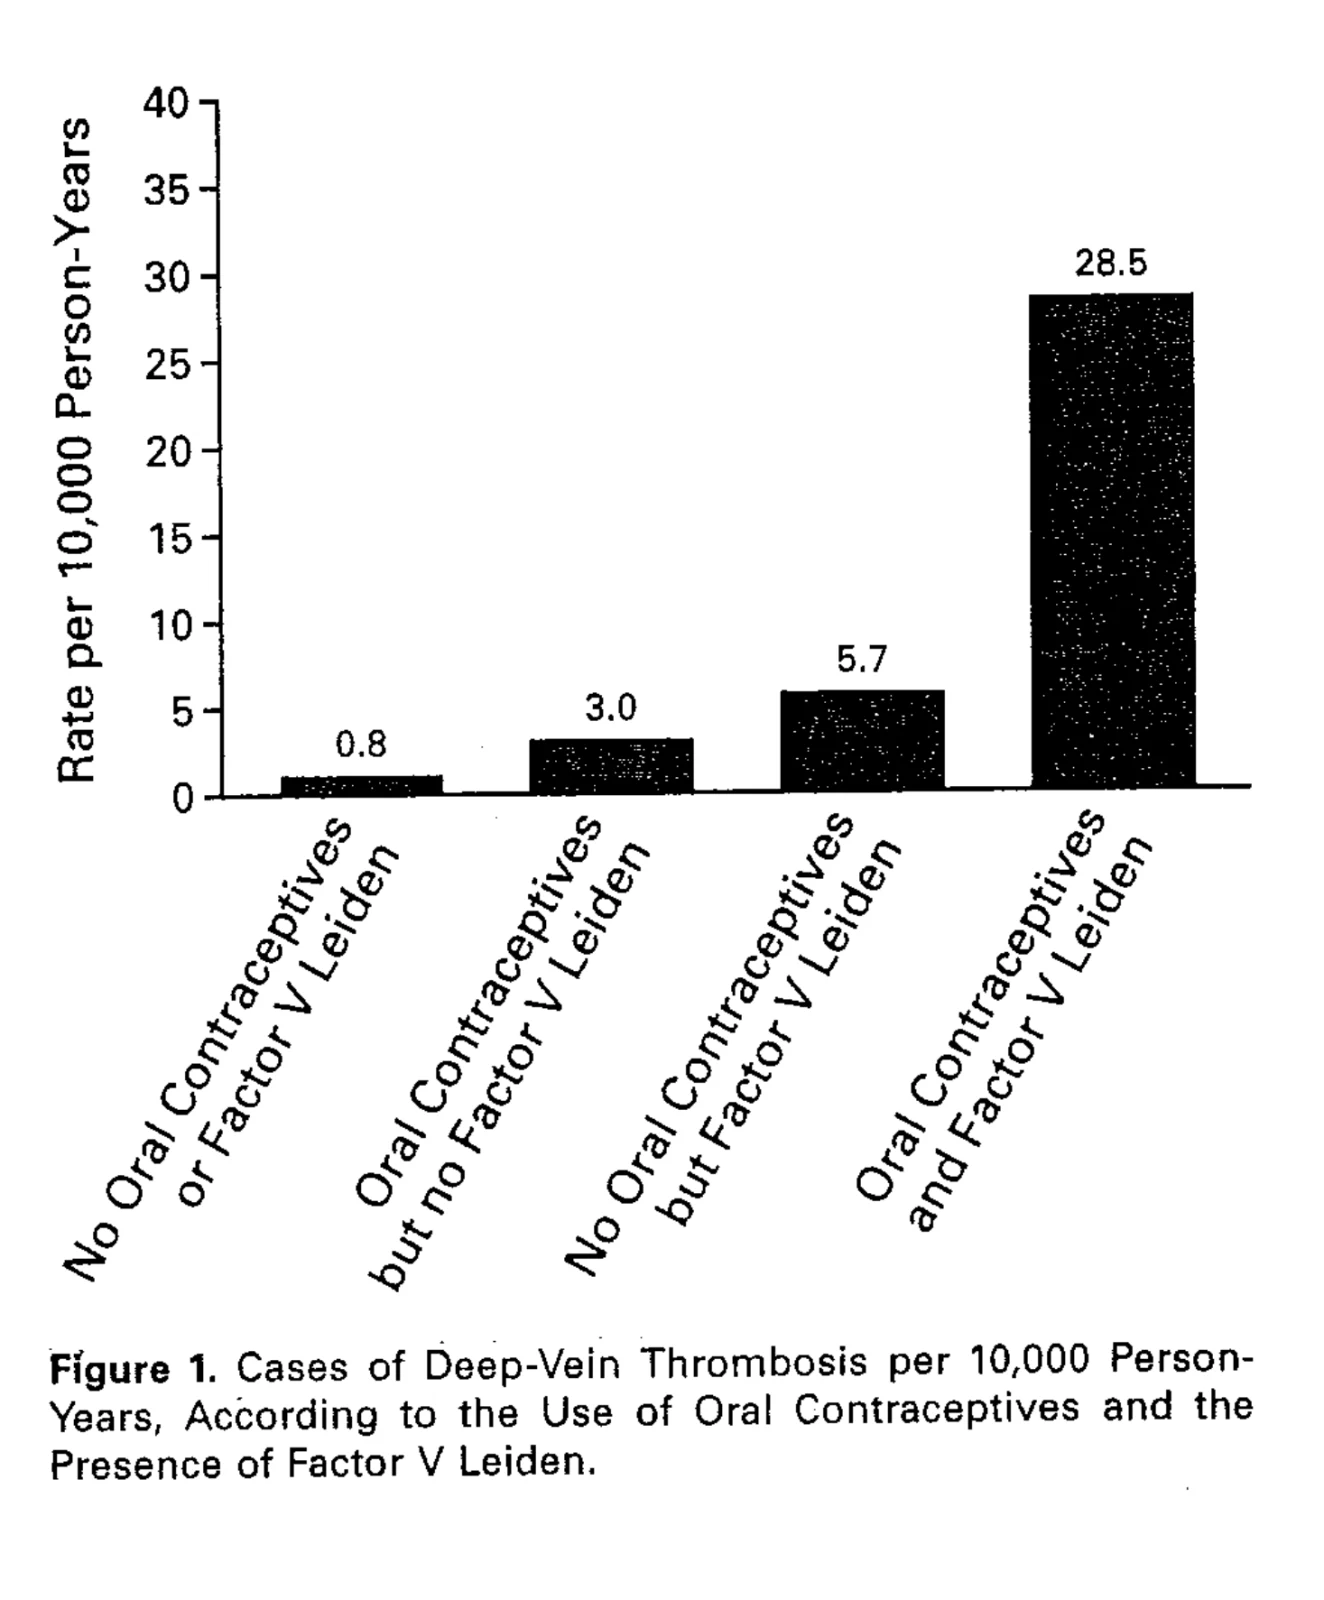 Rate per 10,000 Person-Years
40
35
30
25
20
15
10
5
0
0.8
3.0
5.7
28.5
No Oral Contraceptives
or Factor V Leiden
Oral Contraceptives
but no Factor V Leiden
No Oral Contraceptives
but Factor V Leiden
Oral Contraceptives
and Factor V Leiden
Figure 1. Cases of Deep-Vein Thrombosis per 10,000 Person-
Years, According to the Use of Oral Contraceptives and the
Presence of Factor V Leiden.